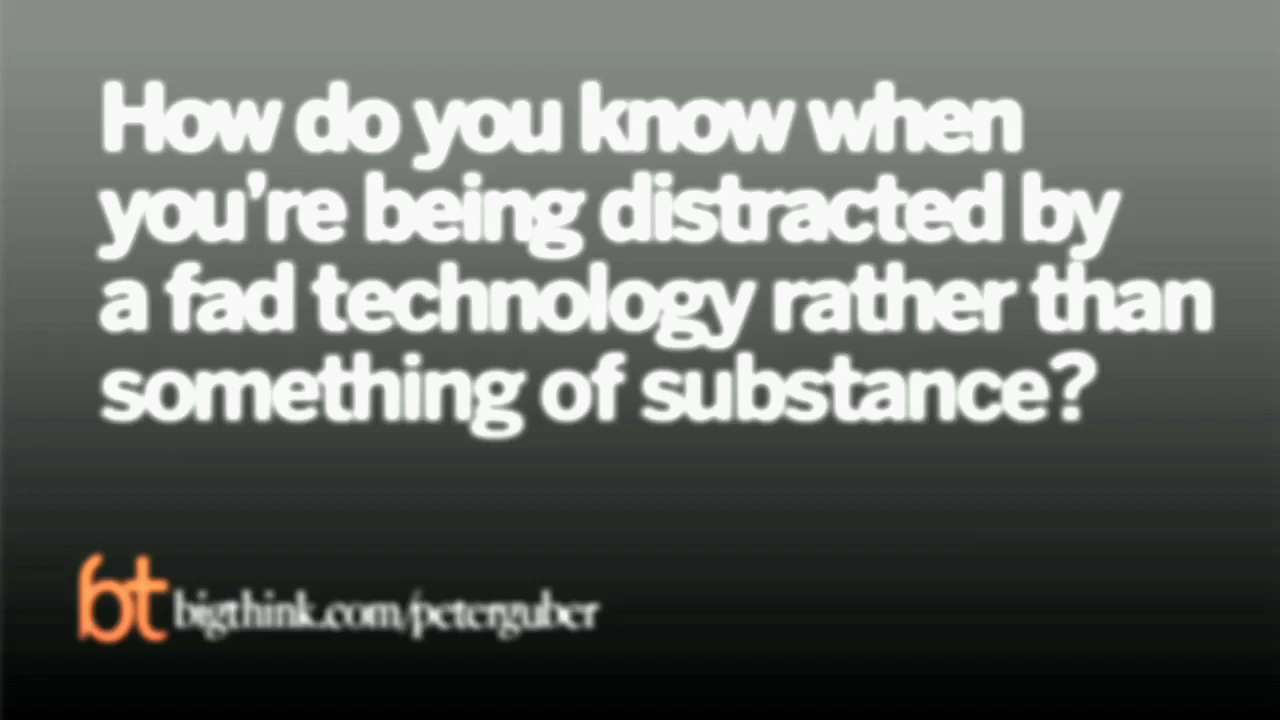 How do you know when
you're being distracted by
a fad technology rather than
something of substance?
bt bigthink.com/peterguber